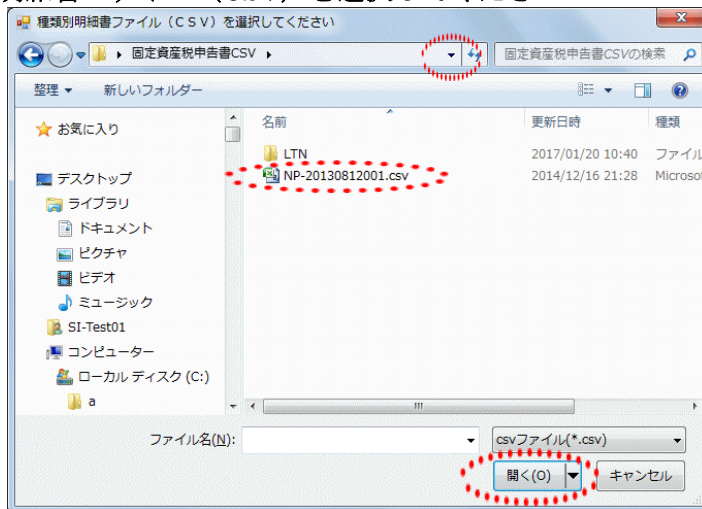 種類別明細書ファイル（ＣＳＶ）を選択してください
固定資産税申告書CSV
固定資産税申告書CSVの検索
整理 新しいフォルダー
お気に入り
デスクトップ
ライブラリ
ドキュメント
ピクチャ
ビデオ
ミュージック
SI-Test01
コンピューター
ローカル ディスク (C:)
a
名前 更新日時 種類
LTN 2017/01/20 10:40 ファイル
NP-20130812001.csv 2014/12/16 21:28 Microsof
ファイル名(N):
csvファイル(*.csv)
開く(O) キャンセル